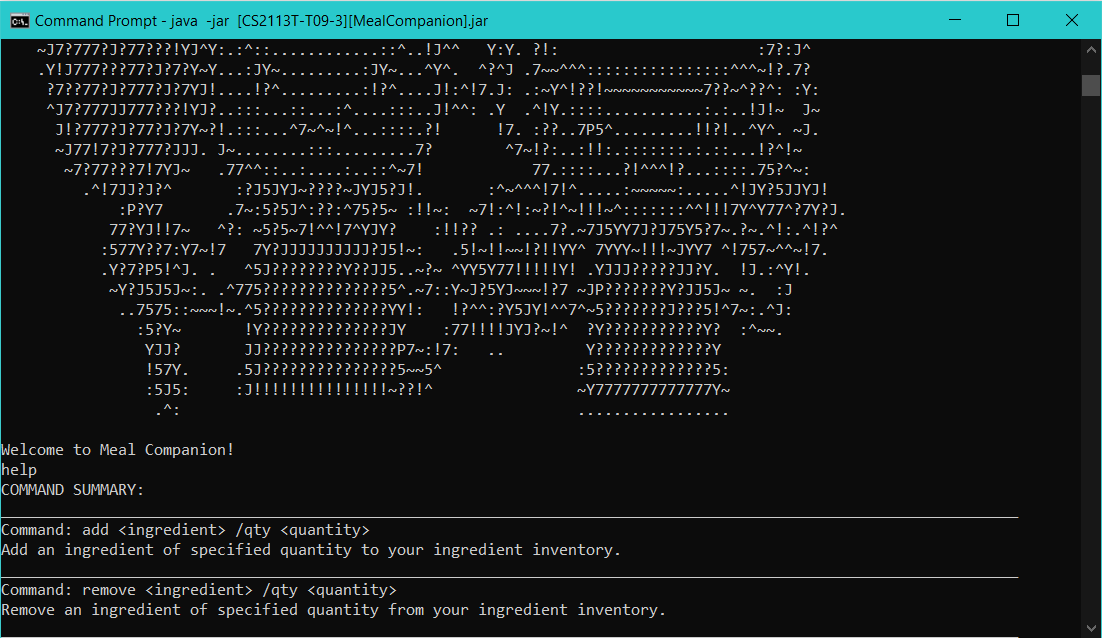 Command Prompt - java -jar [CS2113T-T09-3][MealCompanion].jar
Welcome to Meal Companion!
help
COMMAND SUMMARY:
Command: add <ingredient> /qty <quantity>
Add an ingredient of specified quantity to your ingredient inventory.
Command: remove <ingredient> /qty <quantity>
Remove an ingredient of specified quantity from your ingredient inventory.